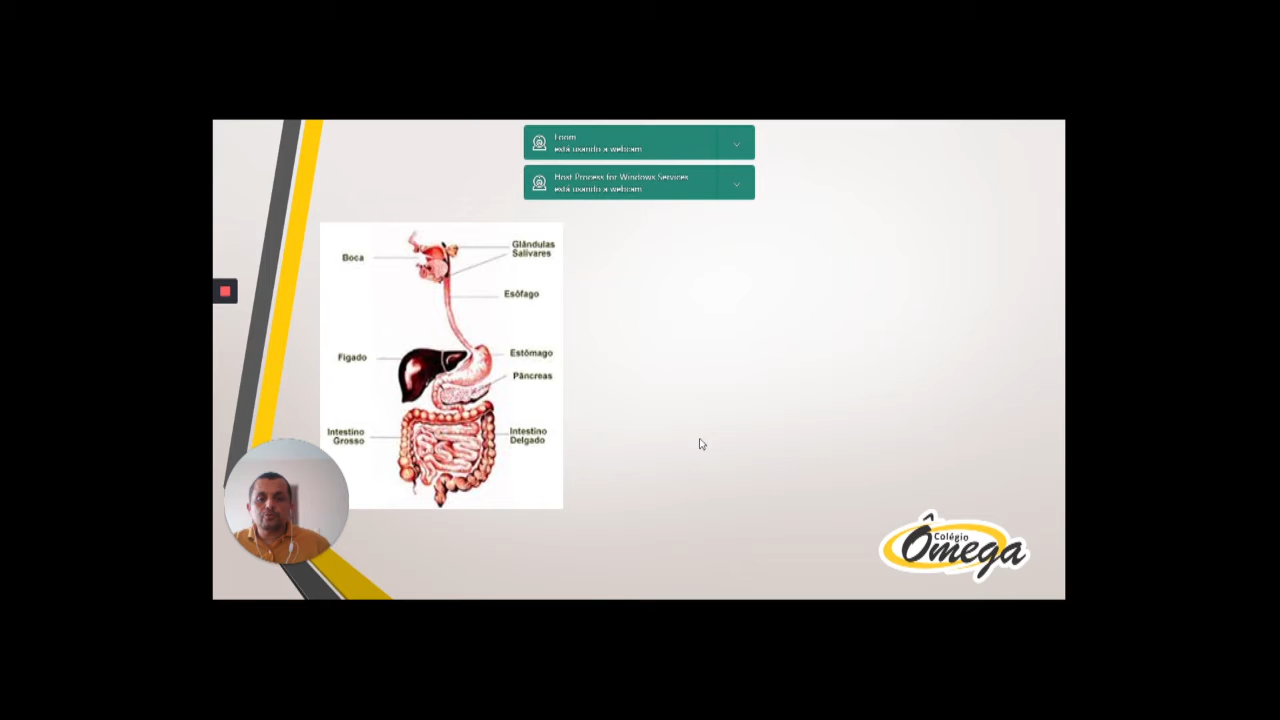 Loom
está usando a webcam
Host Process for Windows Services
está usando a webcam
Boca
Glândulas
Salivares
Esôfago
Fígado
Estômago
Pâncreas
Intestino
Grosso
Intestino
Delgado
Colégio
Ômega